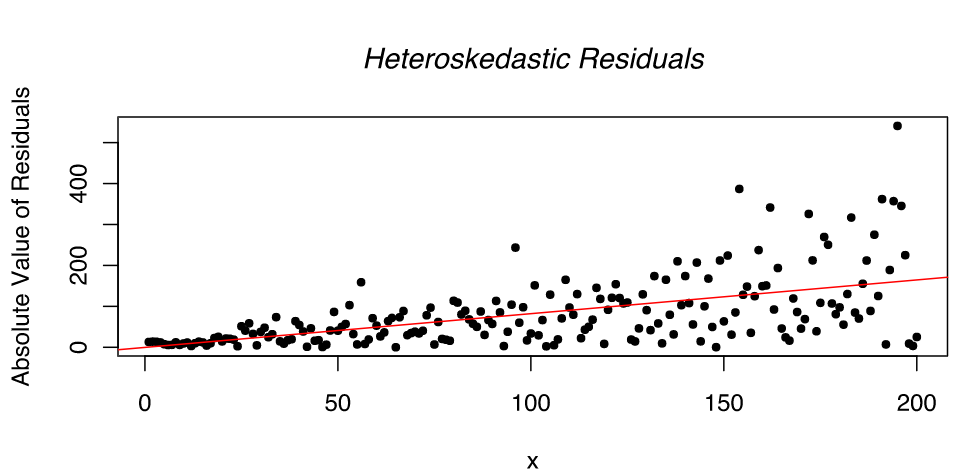 Heteroskedastic Residuals
Absolute Value of Residuals
400
200
0
0 50 100 150 200
x